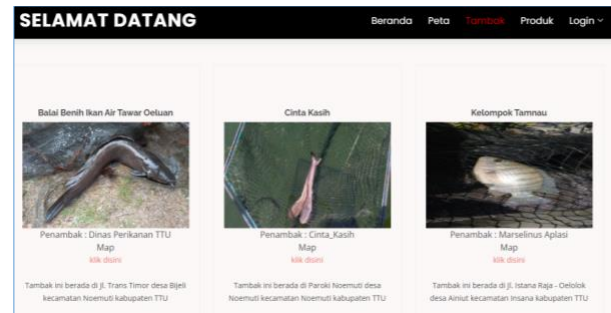 SELAMAT DATANG
Beranda Peta Tambak Produk Login
Balai Benih Ikan Air Tawar Oeluan
Penambak : Dinas Perikanan TTU
Map
klik disini
Tambak ini berada di Jl. Trans Timor desa Bijeli
kecamatan Noemuti kabupaten TTU
Cinta Kasih
Penambak : Cinta_Kasih
Map
klik disini
Tambak ini berada di Paroki Noemuti desa
Noemuti kecamatan Noemuti kabupaten TTU
Kelompok Tamnau
Penambak : Marselinus Aplasi
Map
klik disini
Tambak ini berada di Jl. Istana Raja - Oelolok
desa Ainiut kecamatan Insana kabupaten TTU